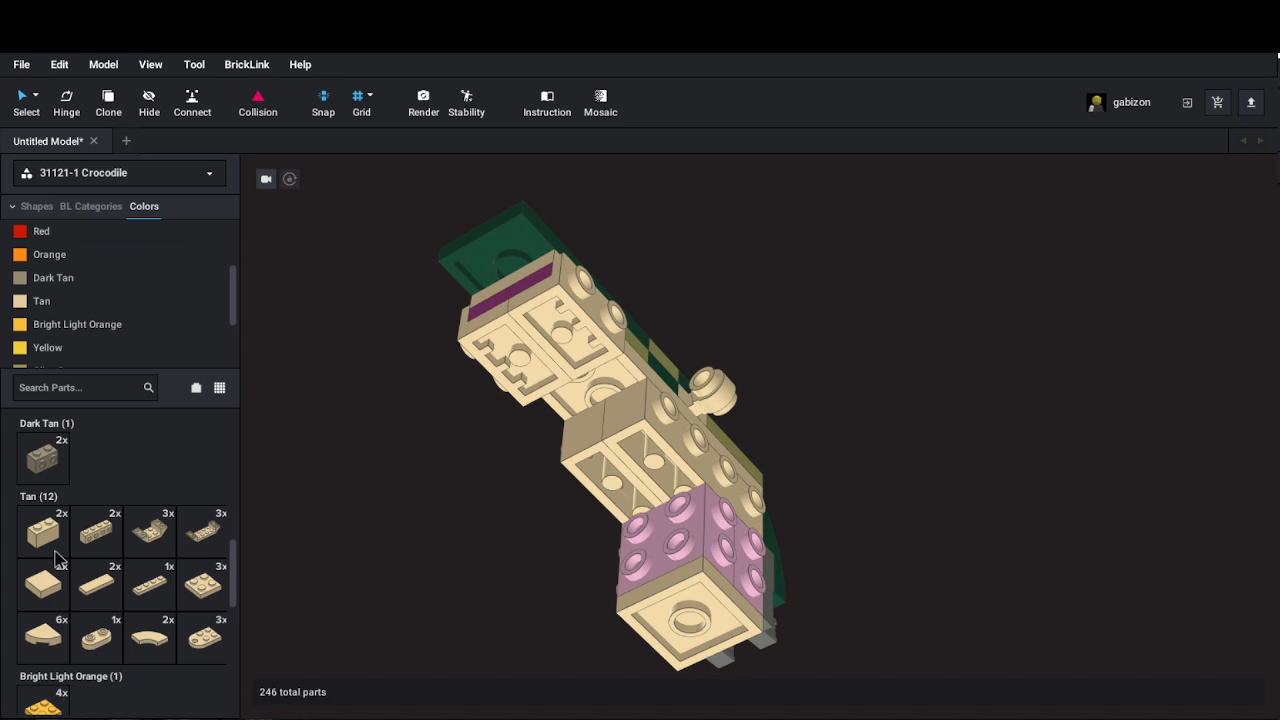 File Edit Model View Tool BrickLink Help
Select Hinge Clone Hide Connect Collision Snap Grid Render Stability Instruction Mosaic gabizon
Untitled Model*
31121-1 Crocodile
Shapes BL Categories Colors
Red
Orange
Dark Tan
Tan
Bright Light Orange
Yellow
Search Parts...
Dark Tan (1)
2x
Tan (12)
2x 2x 3x 3x
2x 1x 3x
6x 1x 2x 3x
Bright Light Orange (1)
4x
246 total parts